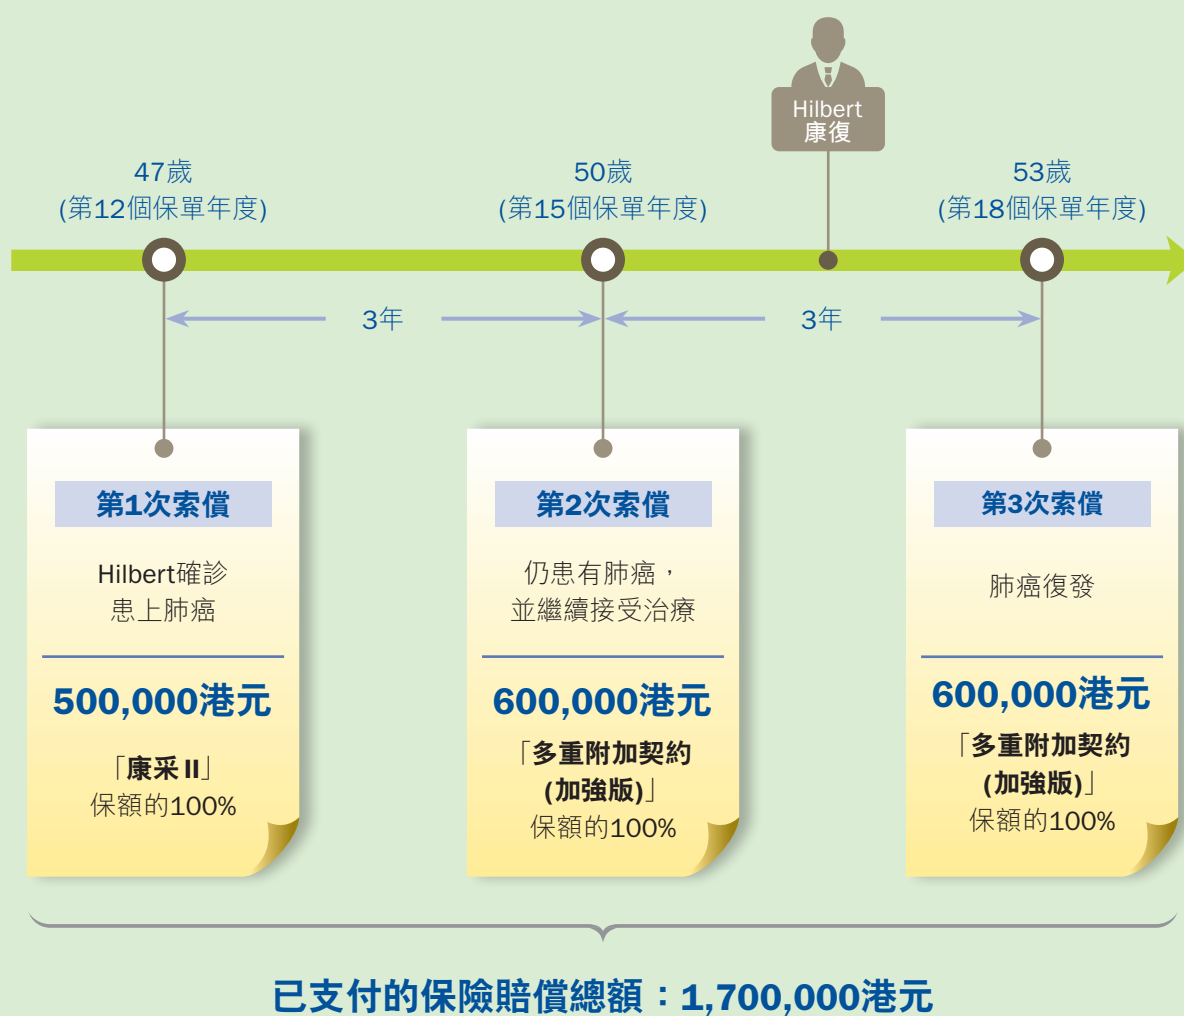 Hilbert
康復
47歲
(第12個保單年度)
50歲
(第15個保單年度)
53歲
(第18個保單年度)
3年
3年
第1次索償
Hilbert確診
患上肺癌
500,000港元
「康采 II」
保額的100%
第2次索償
仍患有肺癌，
並繼續接受治療
600,000港元
「多重附加契約
(加強版)」
保額的100%
第3次索償
肺癌復發
600,000港元
「多重附加契約
(加強版)」
保額的100%
已支付的保險賠償總額：1,700,000港元